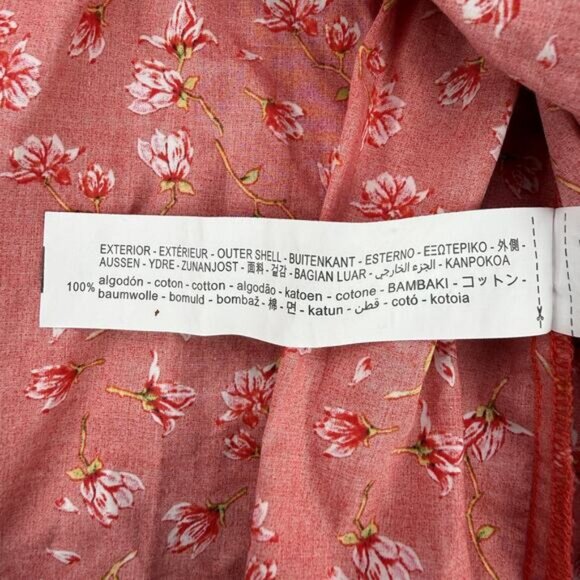 EXTERIOR - EXTÉRIEUR - OUTER SHELL - BUITENKANT - ESTERNO - ΕΞΩΤΕΡΙΚΟ - 外側 -
AUSSEN - YDRE - ZUNANJOST - 面料 - 겉감 - BAGIAN LUAR - الجزء الخارجي - KANPOKOA
100% algodón - coton - cotton - algodão - katoen - cotone - BAMBAKI - コットン -
baumwolle - bomuld - bombaž - 棉 - 면 - katun - قطن - cotó - kotoia